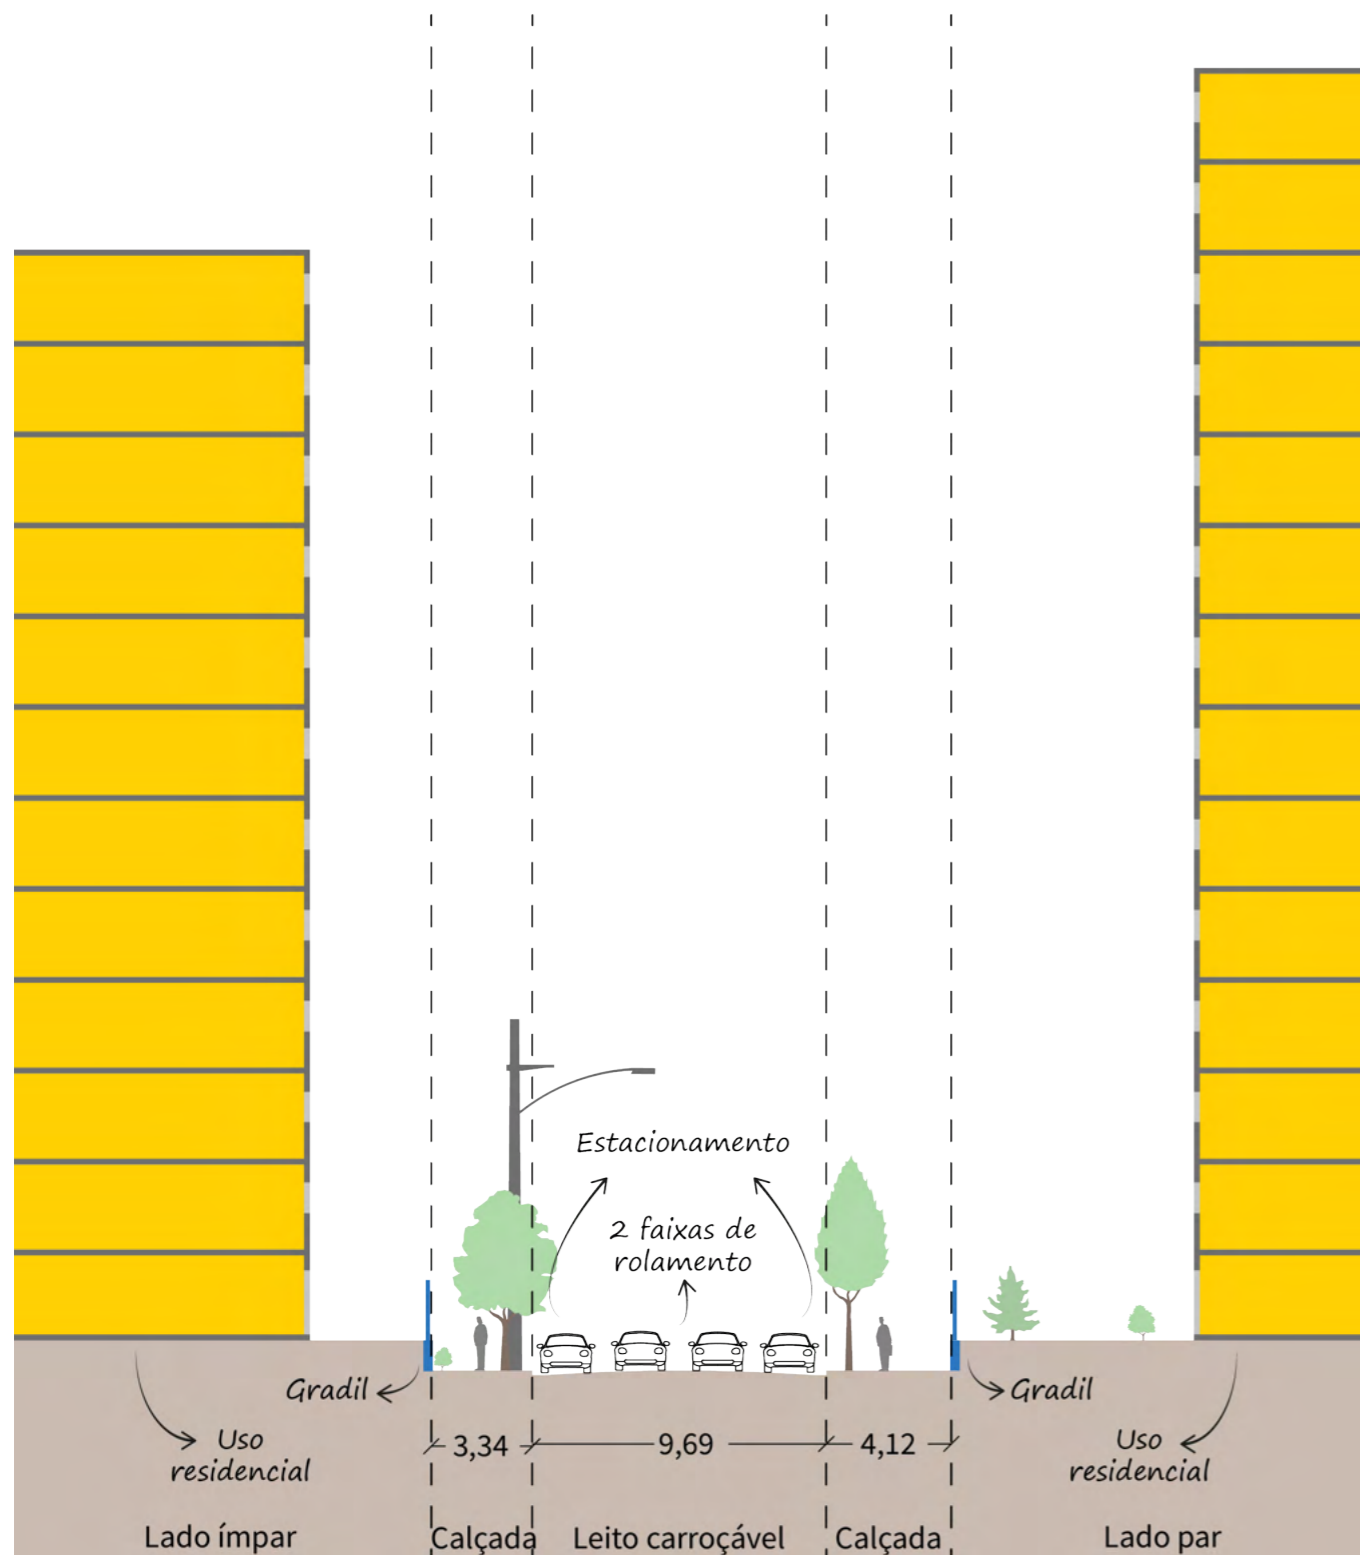 Estacionamento
2 faixas de
rolamento
Gradil
Gradil
Uso
residencial
3,34
9,69
4,12
Uso
residencial
Lado ímpar
Calçada
Leito carroçável
Calçada
Lado par